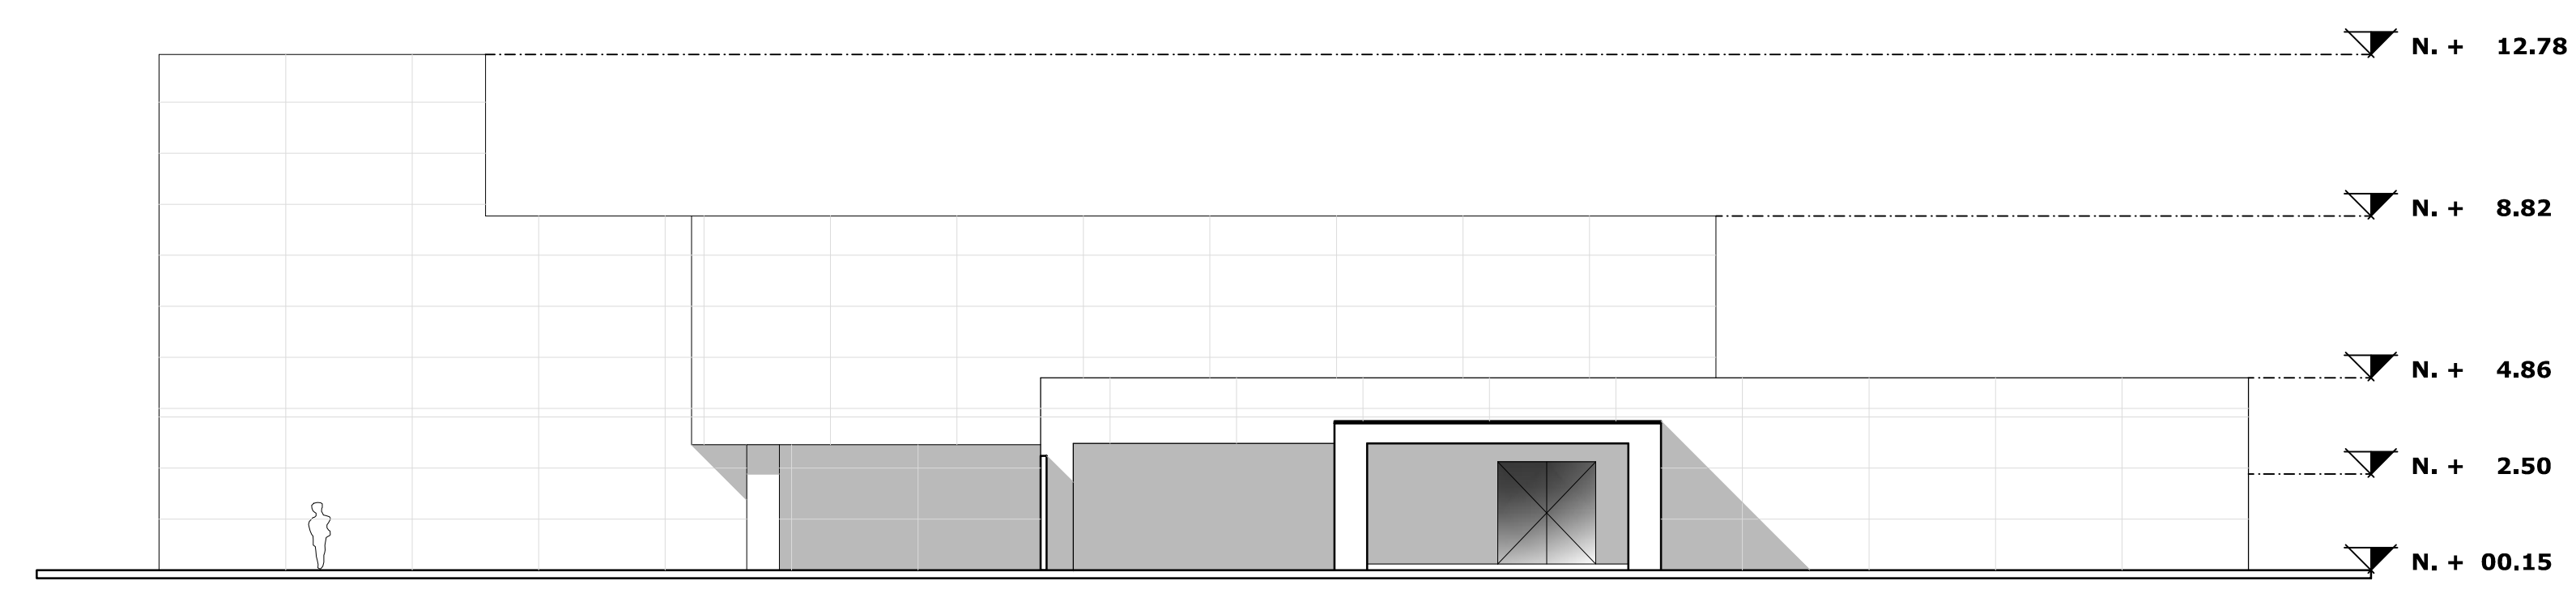 N. + 12.78
N. + 8.82
N. + 4.86
N. + 2.50
N. + 00.15